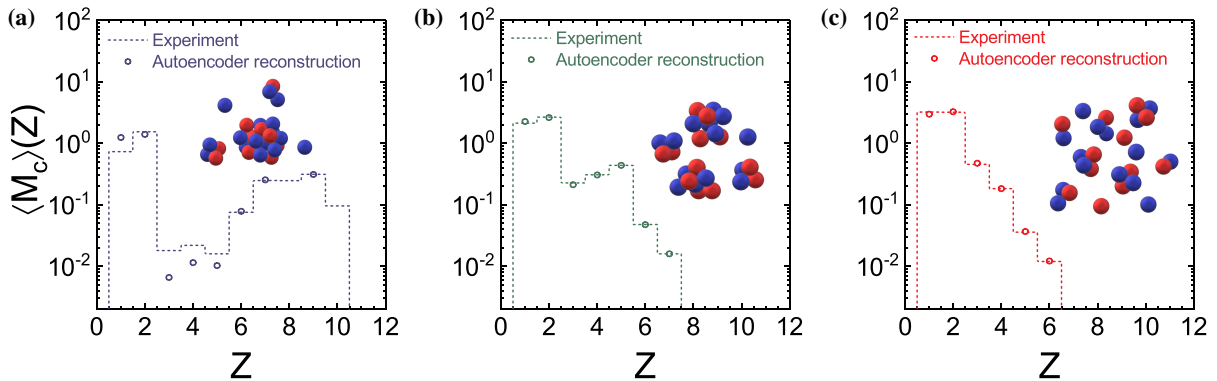 (a)
Experiment
Autoencoder reconstruction
10² 10¹ 10⁰ 10⁻¹ 10⁻²
⟨M_c⟩(Z)
0 2 4 6 8 10 12
Z
(b)
Experiment
Autoencoder reconstruction
10² 10¹ 10⁰ 10⁻¹ 10⁻²
0 2 4 6 8 10 12
Z
(c)
Experiment
Autoencoder reconstruction
10² 10¹ 10⁰ 10⁻¹ 10⁻²
0 2 4 6 8 10 12
Z